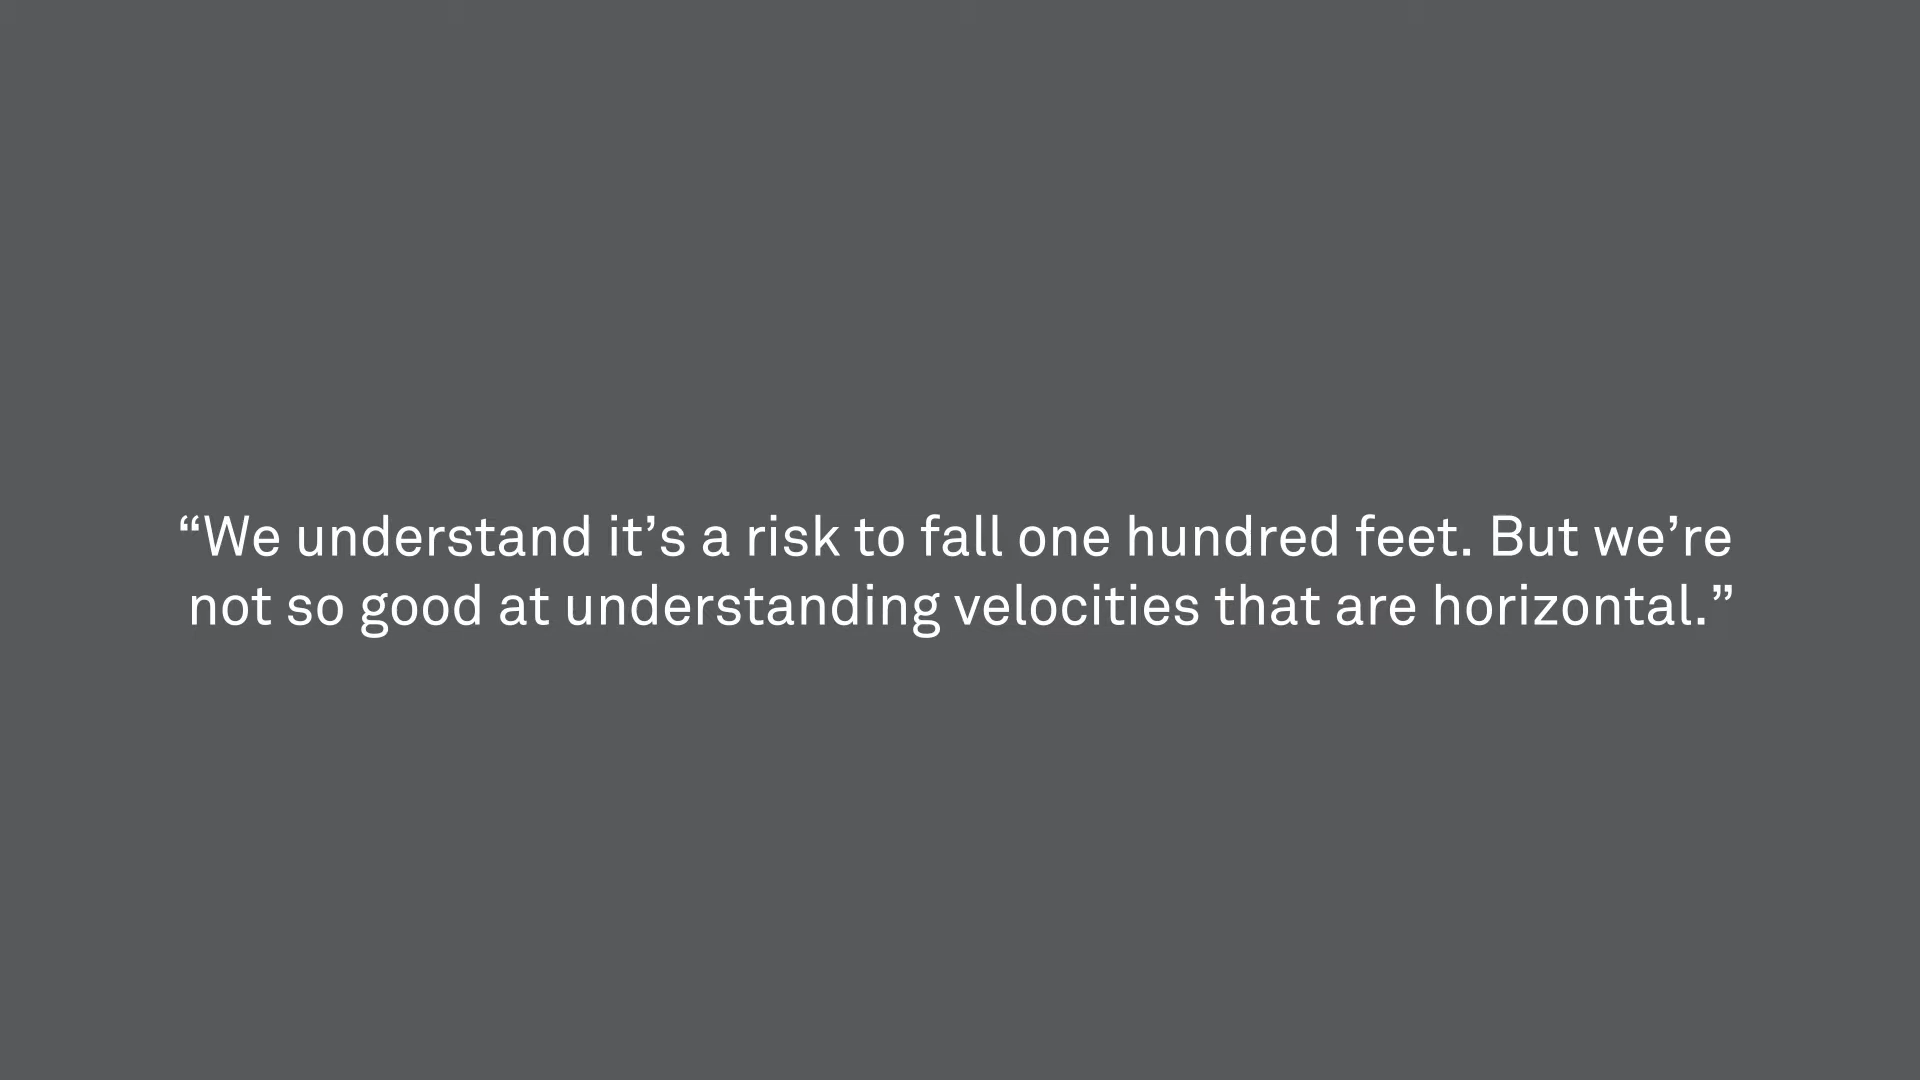 “We understand it’s a risk to fall one hundred feet. But we’re
not so good at understanding velocities that are horizontal.”